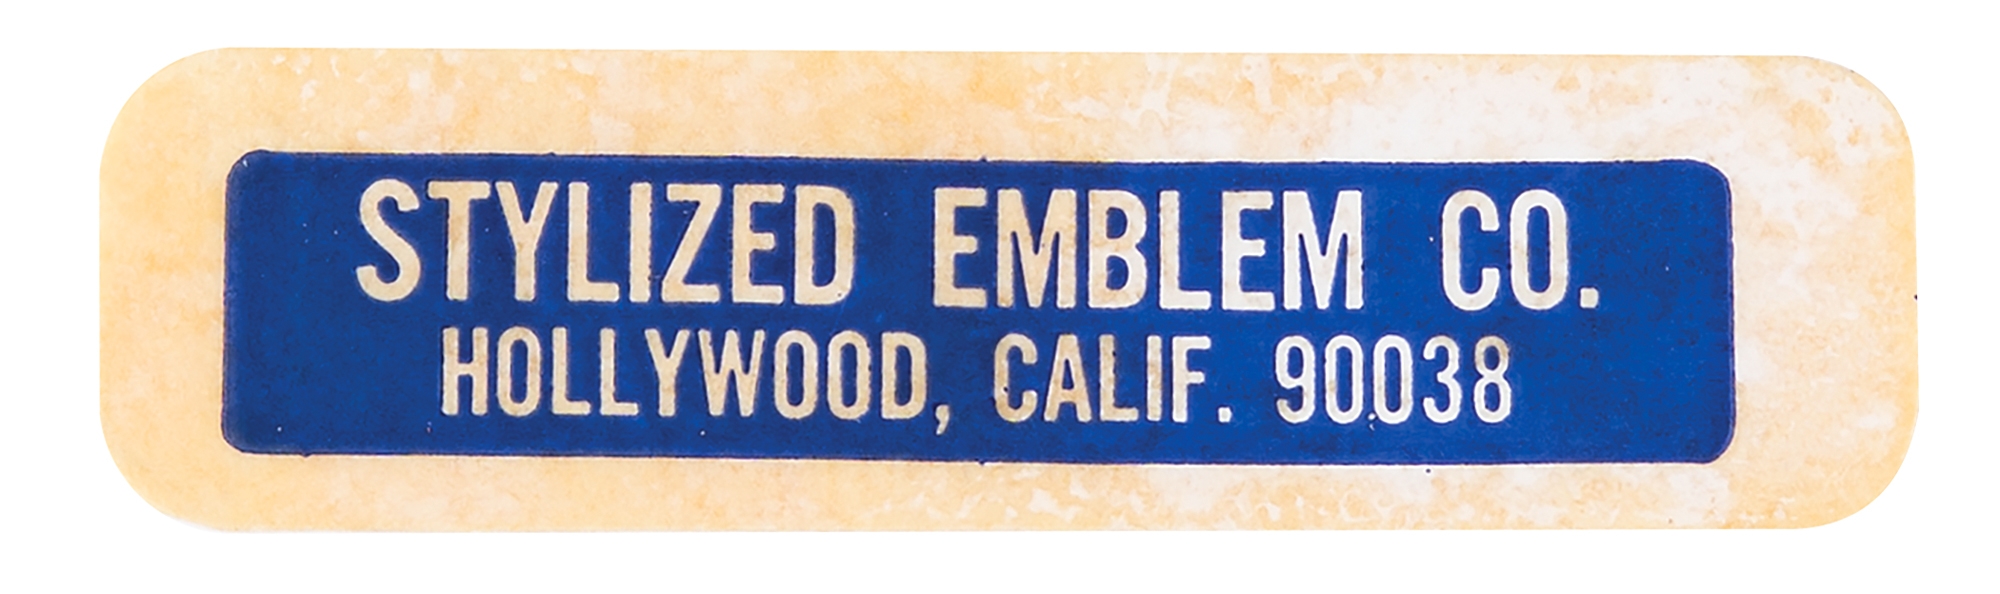 STYLIZED EMBLEM CO.
HOLLYWOOD, CALIF. 90038